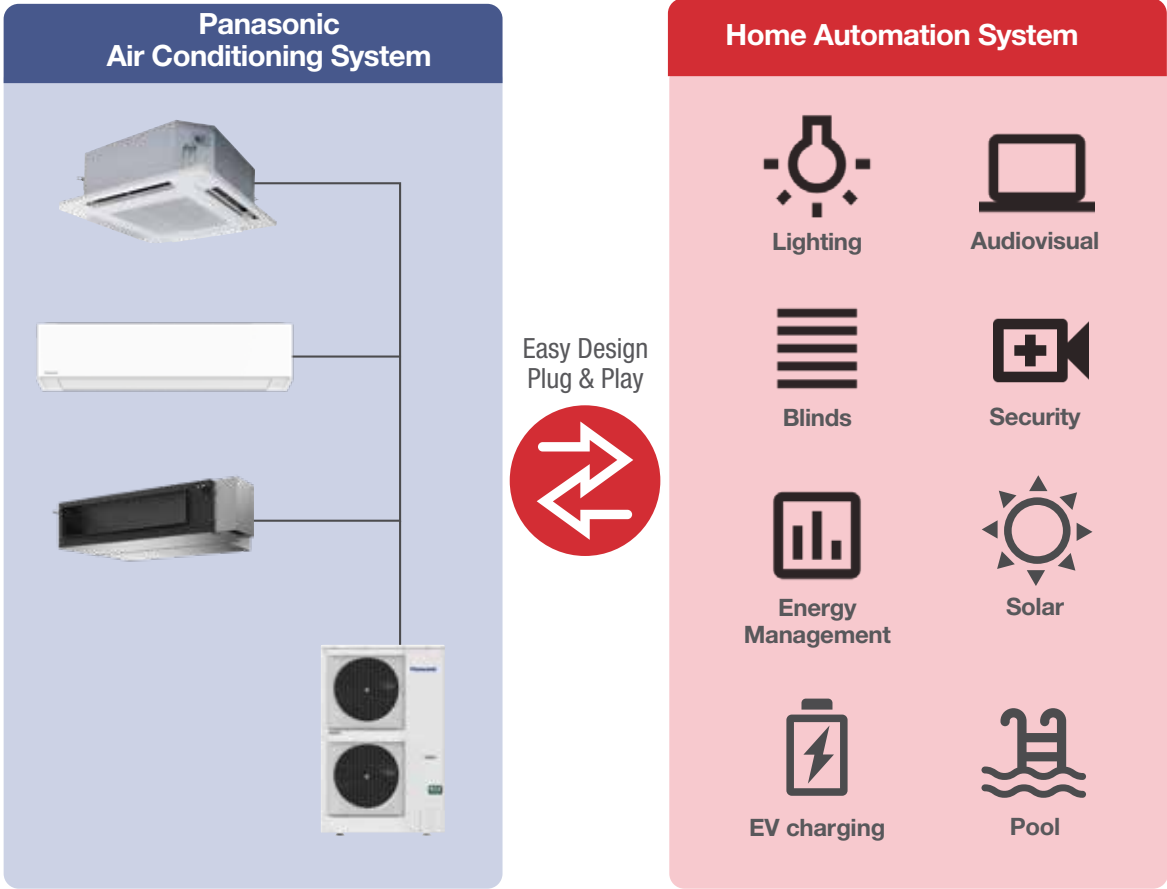 Panasonic
Air Conditioning System
Home Automation System
Easy Design
Plug & Play
Lighting
Audiovisual
Blinds
Security
Energy
Management
Solar
EV charging
Pool
Panasonic